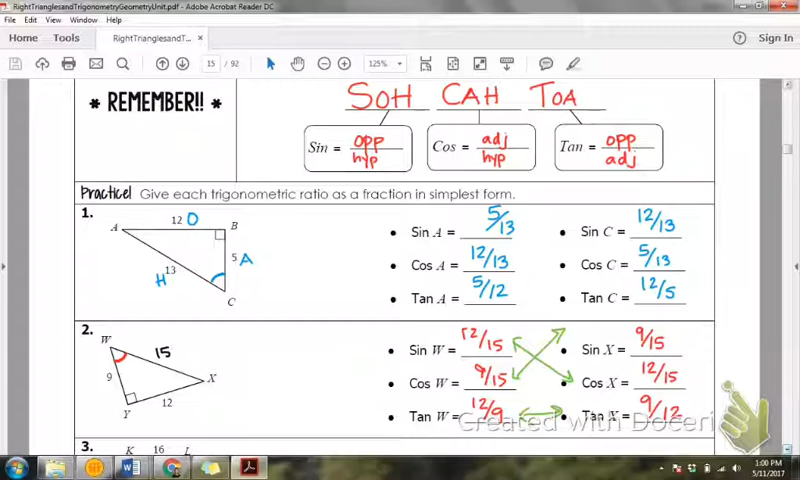 RightTrianglesandTrigonometryGeometryUnit.pdf - Adobe Acrobat Reader DC
File Edit View Window Help
Home Tools RightTrianglesandT... × Sign In
15 / 92 125%
* REMEMBER!! *
SOH CAH TOA
Sin = opp/hyp Cos = adj/hyp Tan = opp/adj
Practice! Give each trigonometric ratio as a fraction in simplest form.
1.
A 12 O B
5 A
H 13
C
• Sin A = 5/13 • Sin C = 12/13
• Cos A = 12/13 • Cos C = 5/13
• Tan A = 5/12 • Tan C = 12/5
2.
W 15
9 X
Y 12
• Sin W = 12/15 • Sin X = 9/15
• Cos W = 9/15 • Cos X = 12/15
• Tan W = 12/9 • Tan X = 9/12
Created with Doceri
3.
K 16 L
1:00 PM
5/11/2017